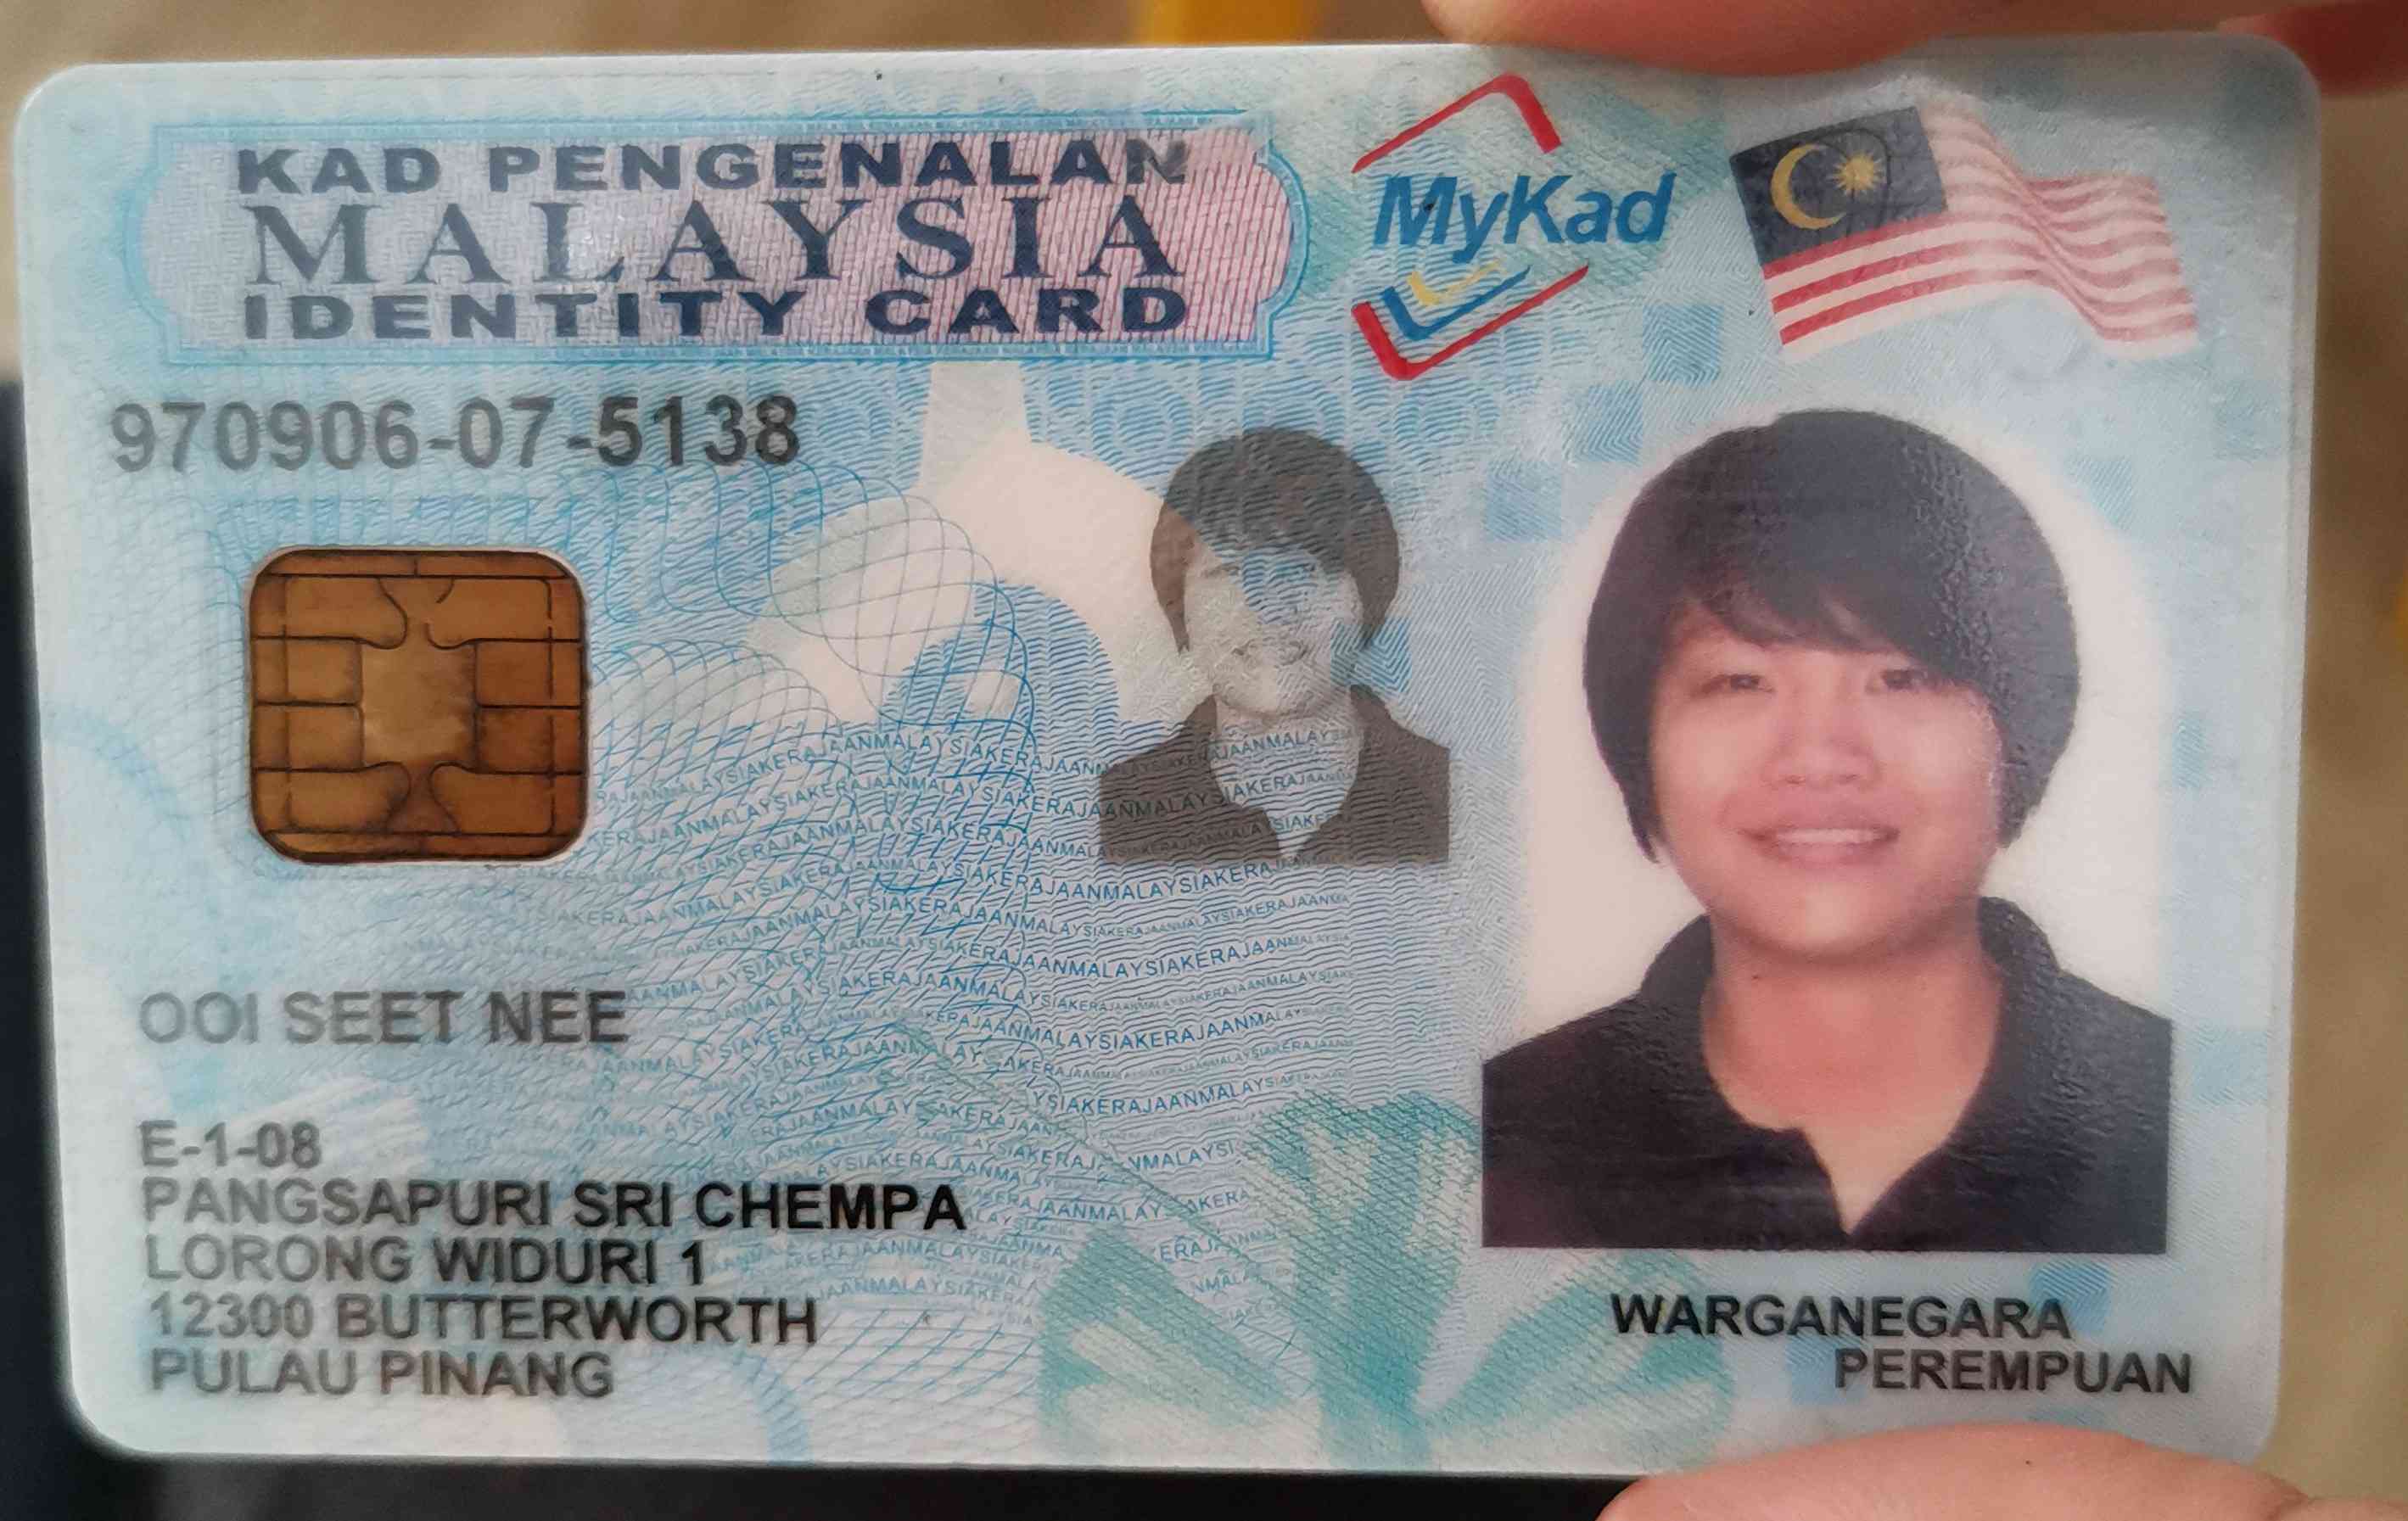 KAD PENGENALAN
MALAYSIA
IDENTITY CARD
MyKad
970906-07-5138
OOI SEET NEE
E-1-08
PANGSAPURI SRI CHEMPA
LORONG WIDURI 1
12300 BUTTERWORTH
PULAU PINANG
WARGANEGARA
PEREMPUAN